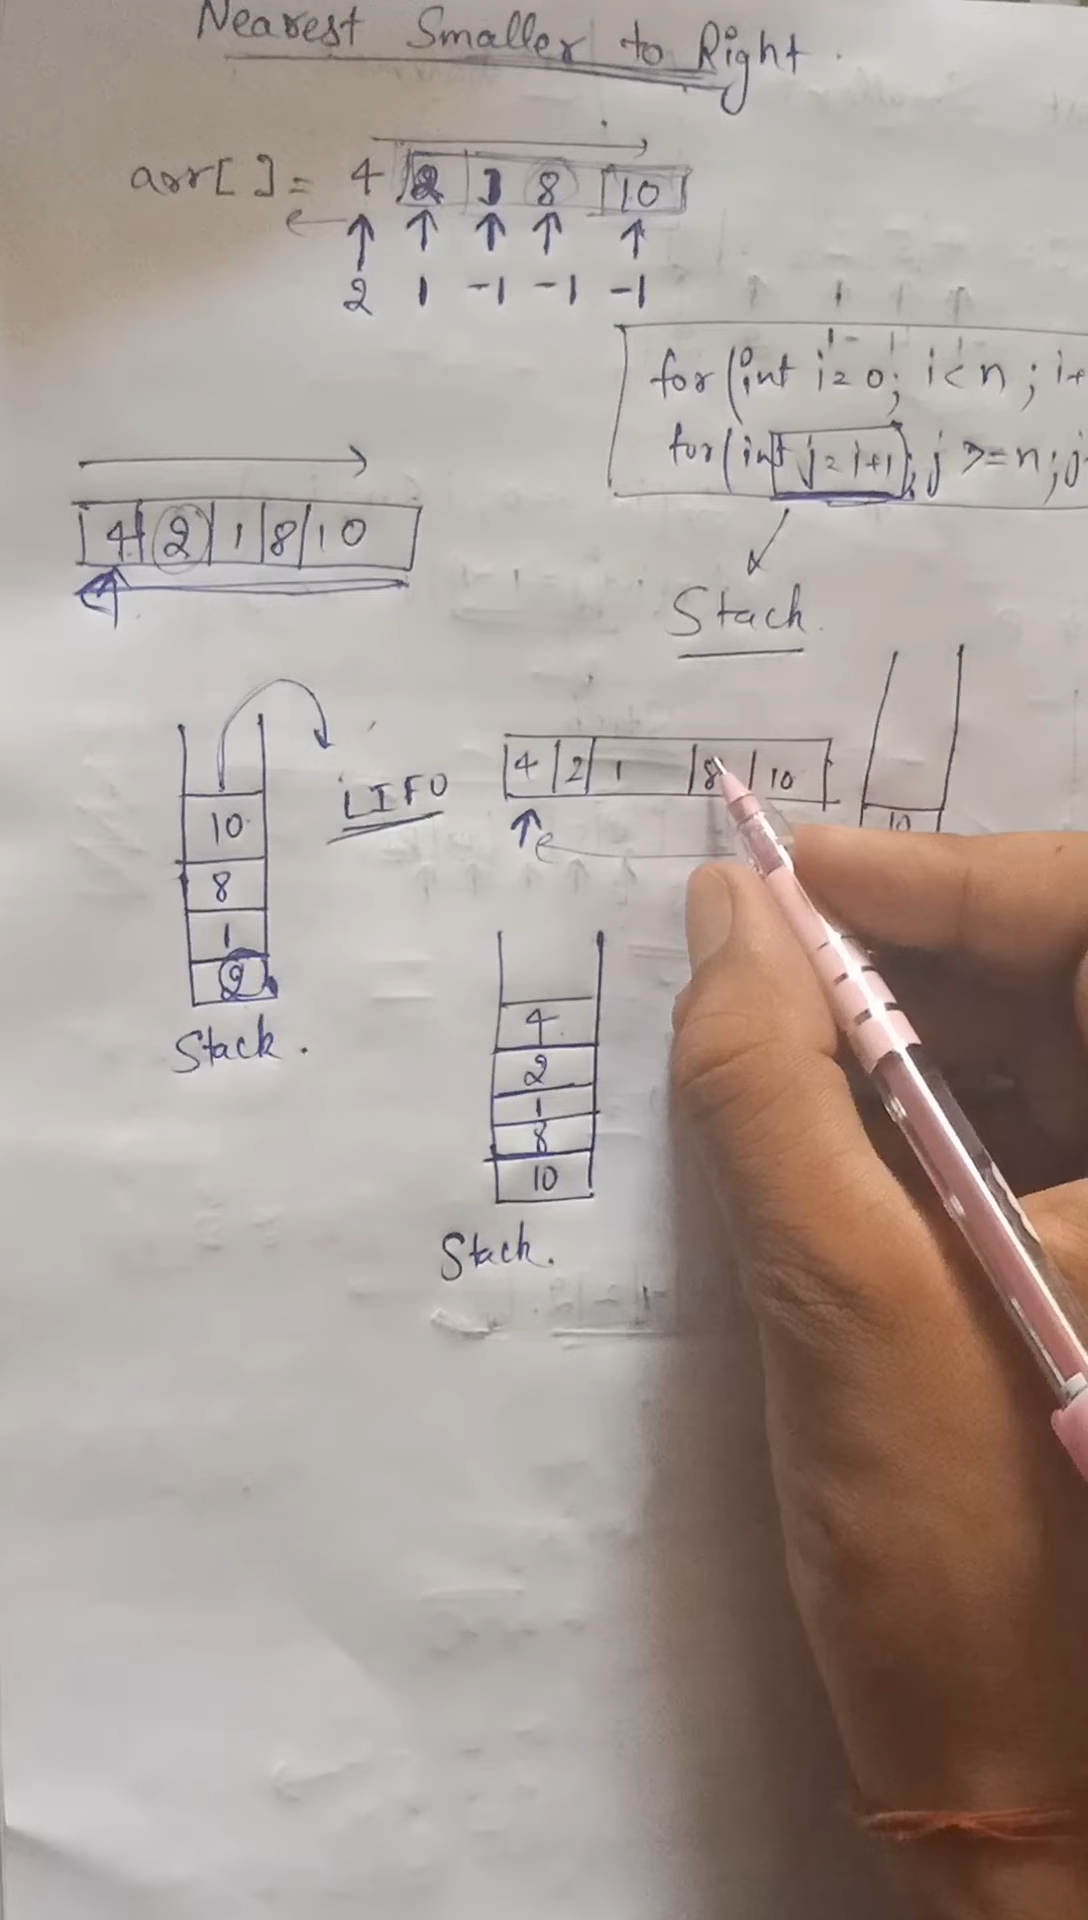 Nearest Smaller to Right.
arr[ ] = 4 2 1 8 10
2 1 -1 -1 -1
for (int i = 0; i < n ; i+
for (int j = i+1); j >= n; j-
4 2 1 8 10
Stack.
4 2 1 8 10
10
LIFO
10
8
1
2
Stack.
4
2
1
8
10
Stack.